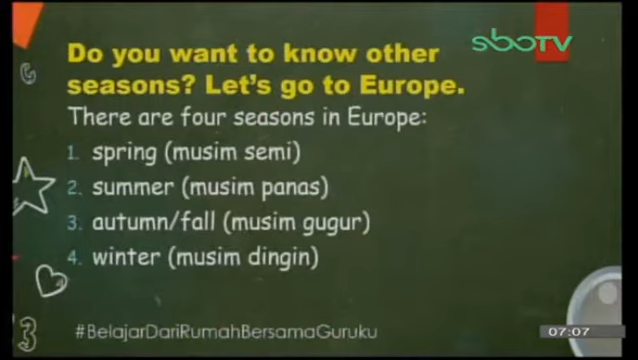 sboTV
Do you want to know other
seasons? Let's go to Europe.
There are four seasons in Europe:
1. spring (musim semi)
2. summer (musim panas)
3. autumn/fall (musim gugur)
4. winter (musim dingin)
3
#BelajarDariRumahBersamaGuruku
07:07